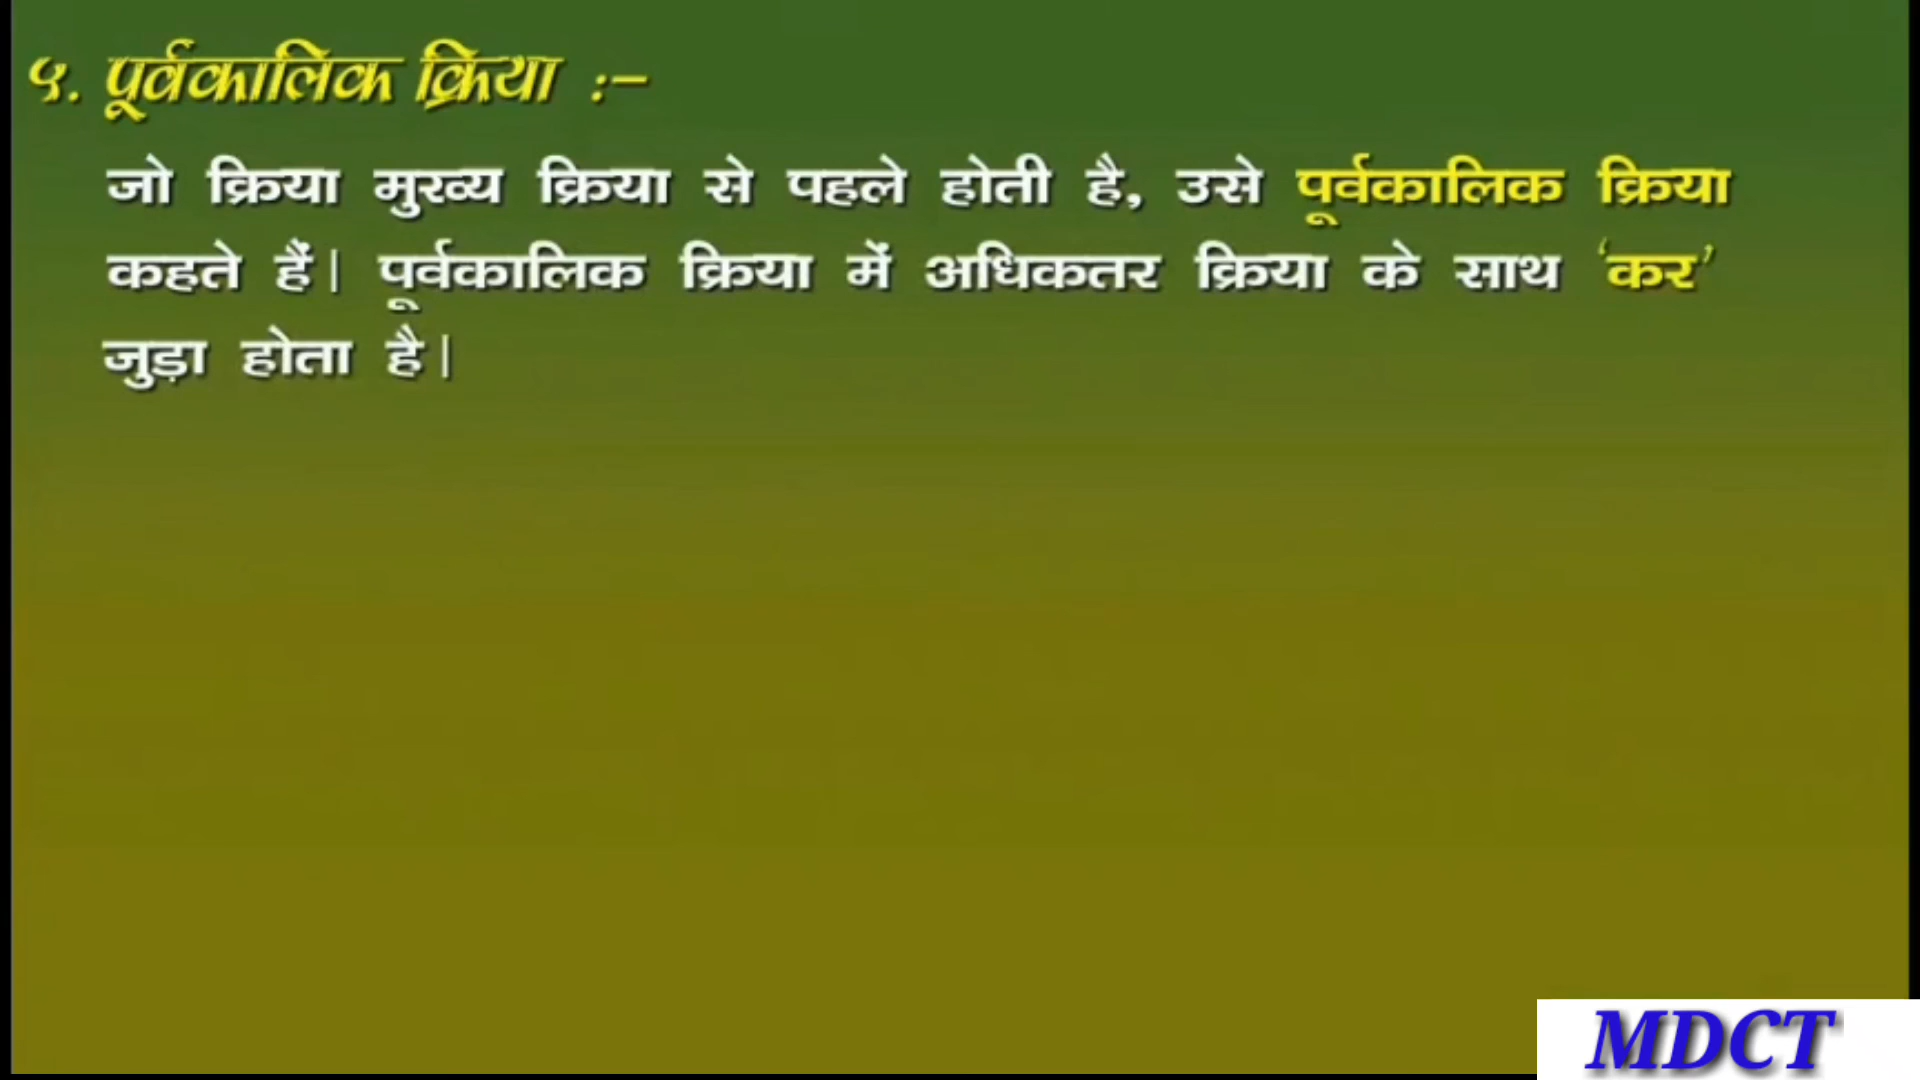 ५. पूर्वकालिक क्रिया :–
जो क्रिया मुख्य क्रिया से पहले होती है, उसे पूर्वकालिक क्रिया
कहते हैं| पूर्वकालिक क्रिया में अधिकतर क्रिया के साथ ‘कर’
जुड़ा होता है|
MDCT